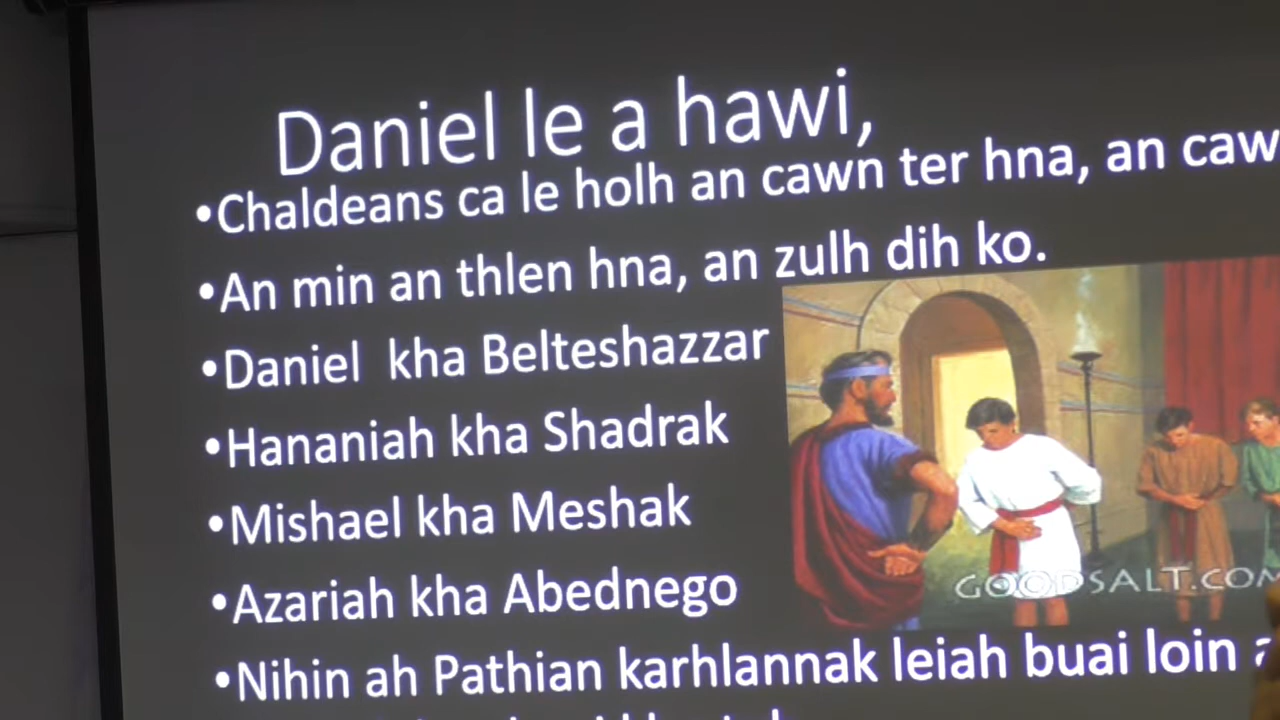 Daniel le a hawi,
•Chaldeans ca le holh an cawn ter hna, an
•An min an thlen hna, an zulh dih ko.
•Daniel kha Belteshazzar
•Hananiah kha Shadrak
•Mishael kha Meshak
•Azariah kha Abednego
GOODSALT.COM
•Nihin ah Pathian karhlannak leiah buai loin